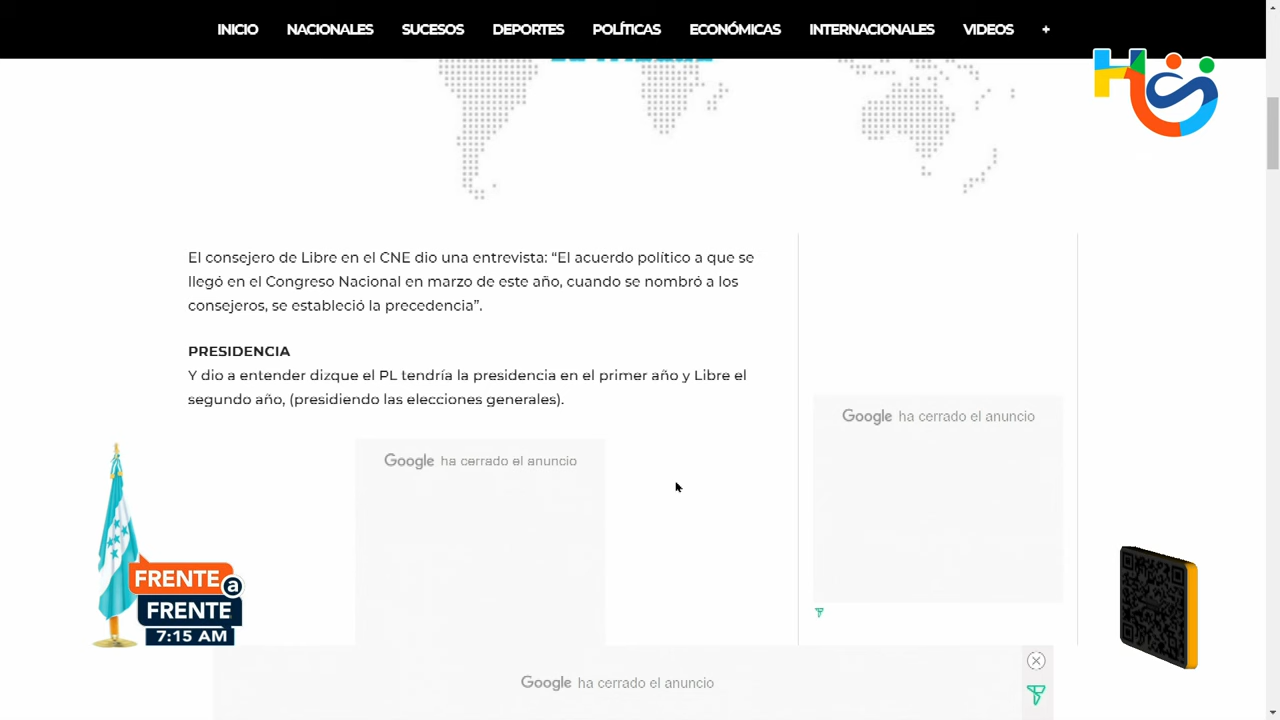 INICIO NACIONALES SUCESOS DEPORTES POLÍTICAS ECONÓMICAS INTERNACIONALES VIDEOS +
El consejero de Libre en el CNE dio una entrevista: “El acuerdo político a que se
llegó en el Congreso Nacional en marzo de este año, cuando se nombró a los
consejeros, se estableció la precedencia”.
PRESIDENCIA
Y dio a entender dizque el PL tendría la presidencia en el primer año y Libre el
segundo año, (presidiendo las elecciones generales).
Google ha cerrado el anuncio
Google ha cerrado el anuncio
FRENTE a
FRENTE
7:15 AM
Google ha cerrado el anuncio